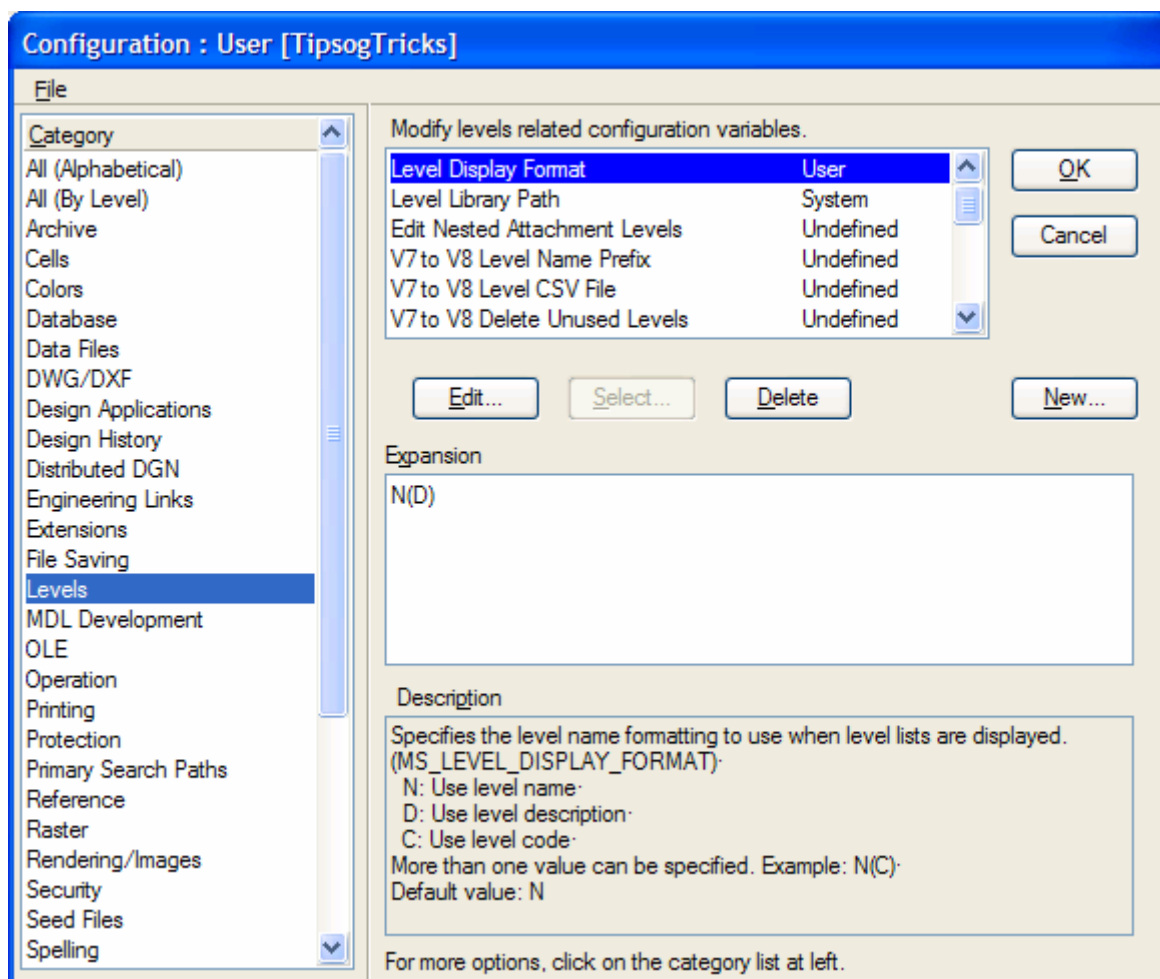 Configuration : User [TipsogTricks]
File
Category
All (Alphabetical)
All (By Level)
Archive
Cells
Colors
Database
Data Files
DWG/DXF
Design Applications
Design History
Distributed DGN
Engineering Links
Extensions
File Saving
Levels
MDL Development
OLE
Operation
Printing
Protection
Primary Search Paths
Reference
Raster
Rendering/Images
Security
Seed Files
Spelling
Modify levels related configuration variables.
Level Display Format User
Level Library Path System
Edit Nested Attachment Levels Undefined
V7 to V8 Level Name Prefix Undefined
V7 to V8 Level CSV File Undefined
V7 to V8 Delete Unused Levels Undefined
OK
Cancel
Edit... Select... Delete New...
Expansion
N(D)
Description
Specifies the level name formatting to use when level lists are displayed.
(MS_LEVEL_DISPLAY_FORMAT)·
N: Use level name·
D: Use level description·
C: Use level code·
More than one value can be specified. Example: N(C)·
Default value: N
For more options, click on the category list at left.